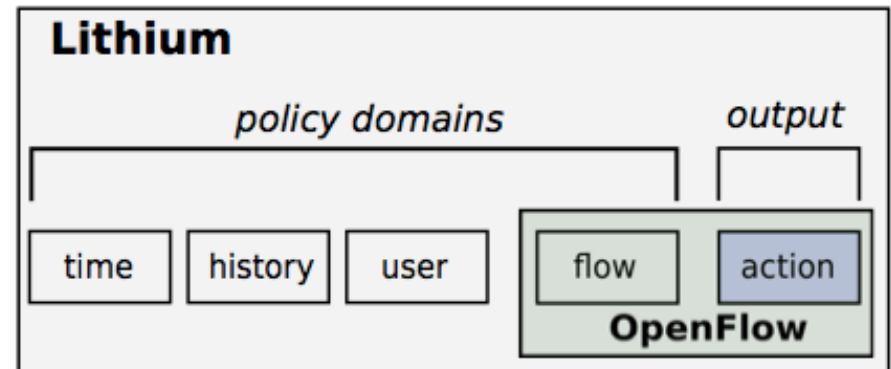 Lithium
policy domains
output
time
history
user
flow
action
OpenFlow